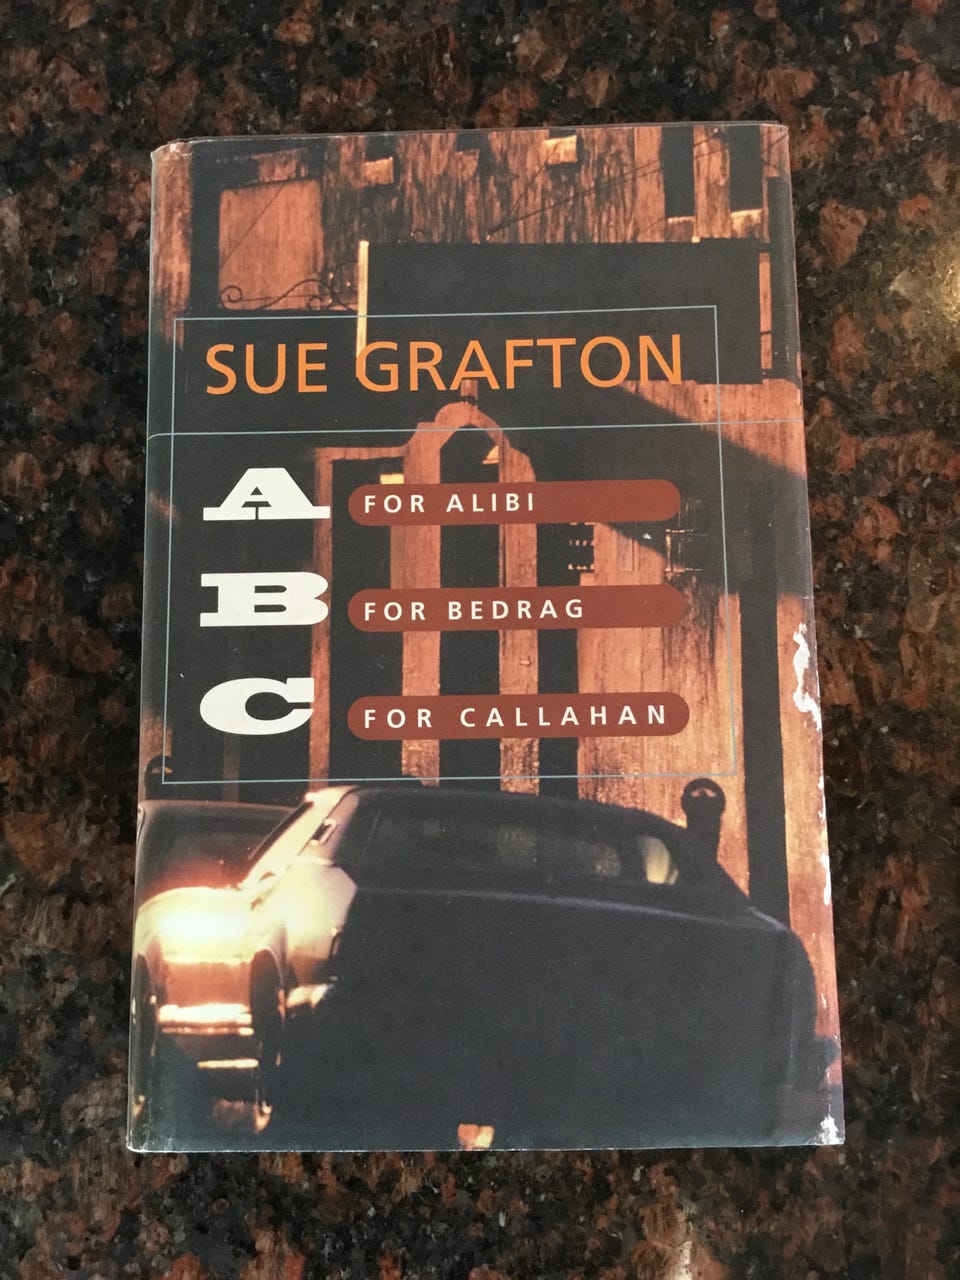 SUE GRAFTON
A FOR ALIBI
B FOR BEDRAG
C FOR CALLAHAN